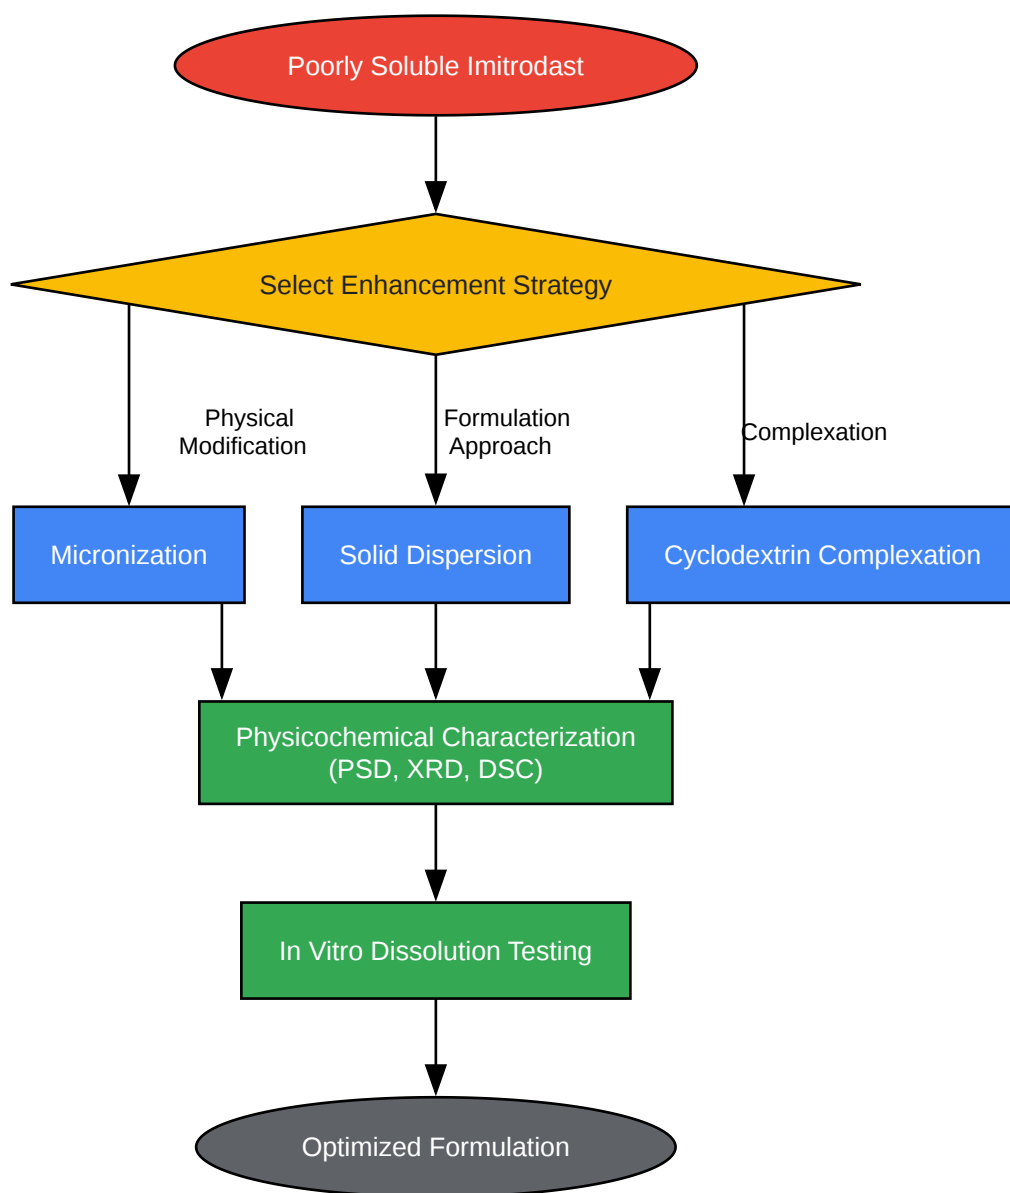 Poorly Soluble Imitrodast
Select Enhancement Strategy
Physical
Modification
Formulation
Approach
Complexation
Micronization
Solid Dispersion
Cyclodextrin Complexation
Physicochemical Characterization
(PSD, XRD, DSC)
In Vitro Dissolution Testing
Optimized Formulation